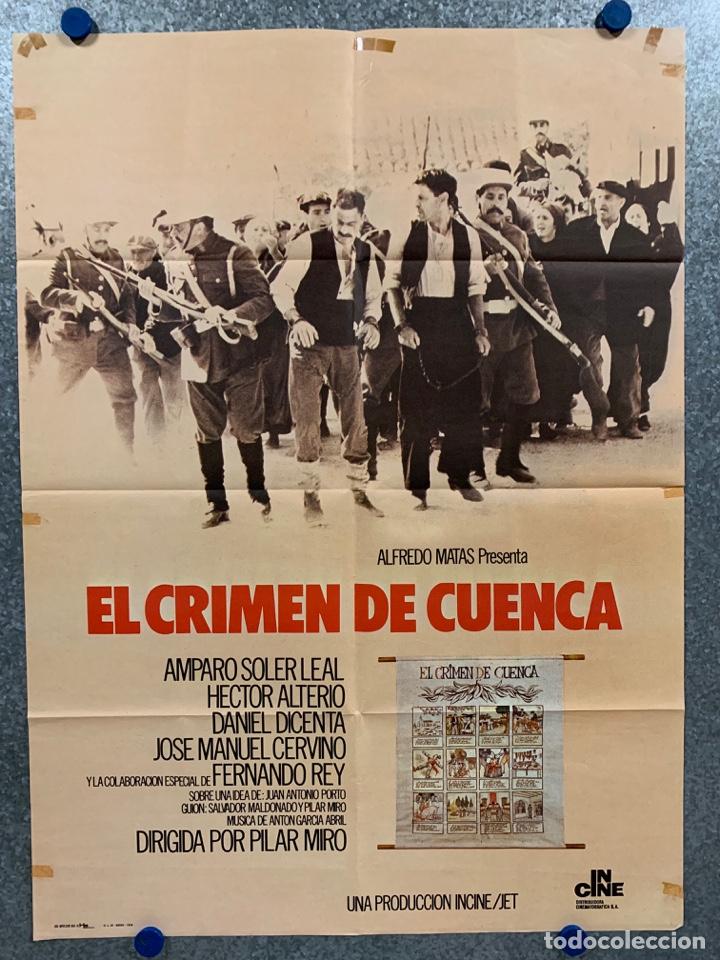 ALFREDO MATAS Presenta
EL CRIMEN DE CUENCA
AMPARO SOLER LEAL
HECTOR ALTERIO
DANIEL DICENTA
JOSE MANUEL CERVINO
Y LA COLABORACION ESPECIAL DE FERNANDO REY
SOBRE UNA IDEA DE: JUAN ANTONIO PORTO
GUION: SALVADOR MALDONADO Y PILAR MIRO
MUSICA DE ANTON GARCIA ABRIL
DIRIGIDA POR PILAR MIRO
EL CRIMEN DE CUENCA
UNA PRODUCCION INCINE/JET
IN
CINE
DISTRIBUIDORA
CINEMATOGRAFICA S.A.
todocoleccion